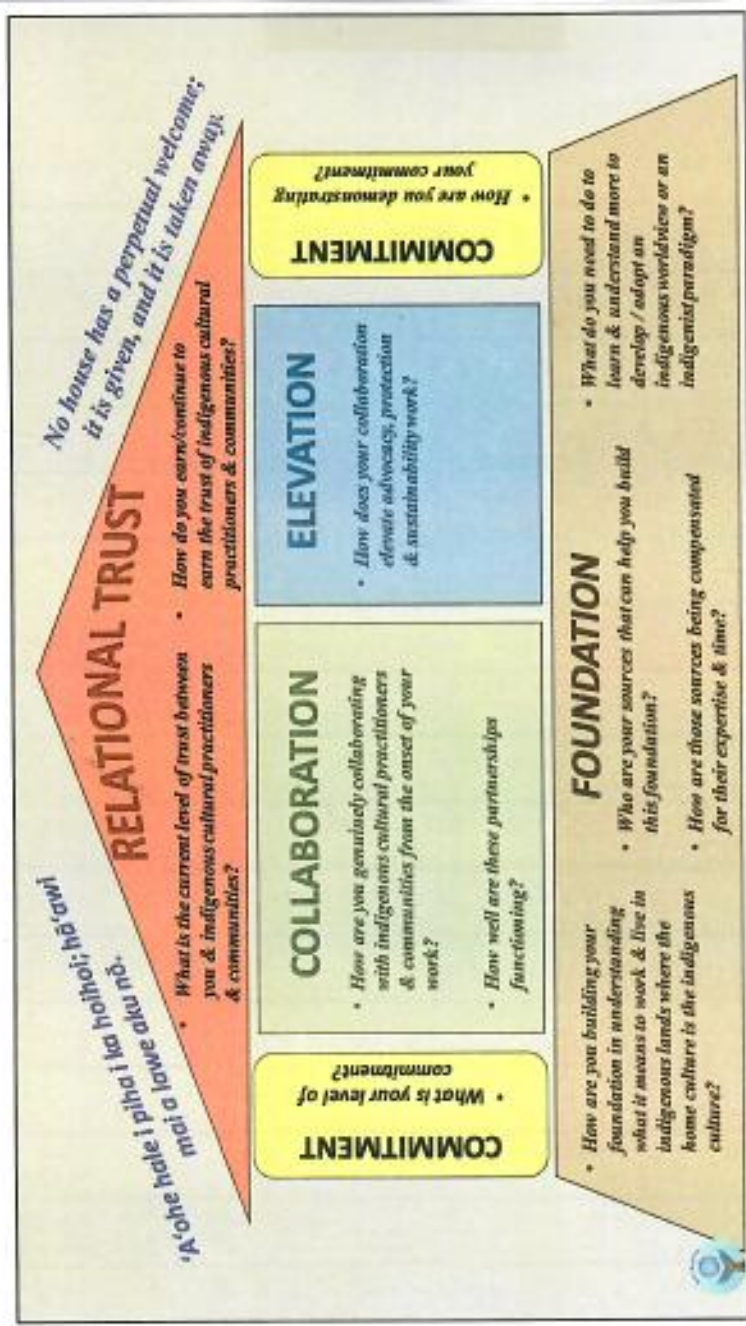 'A'ohe hale i piha i ka hoihoi; hā'awi
mai a lawe aku nō.
No house has a perpetual welcome;
it is given, and it is taken away.
RELATIONAL TRUST
• What is the current level of trust between
you & indigenous cultural practitioners
& communities?
• How do you earn/continue to
earn the trust of indigenous cultural
practitioners & communities?
COMMITMENT
• What is your level of
commitment?
COLLABORATION
• How are you genuinely collaborating
with indigenous cultural practitioners
& communities from the onset of your
work?
• How well are these partnerships
functioning?
ELEVATION
• How does your collaboration
elevate advocacy, protection
& sustainability work?
COMMITMENT
• How are you demonstrating
your commitment?
FOUNDATION
• How are you building your
foundation in understanding
what it means to work & live in
indigenous lands where the
home culture is the indigenous
culture?
• Who are your sources that can help you build
this foundation?
• How are those sources being compensated
for their expertise & time?
• What do you need to do to
learn & understand more to
develop / adopt an
indigenous worldview or an
indigenist paradigm?